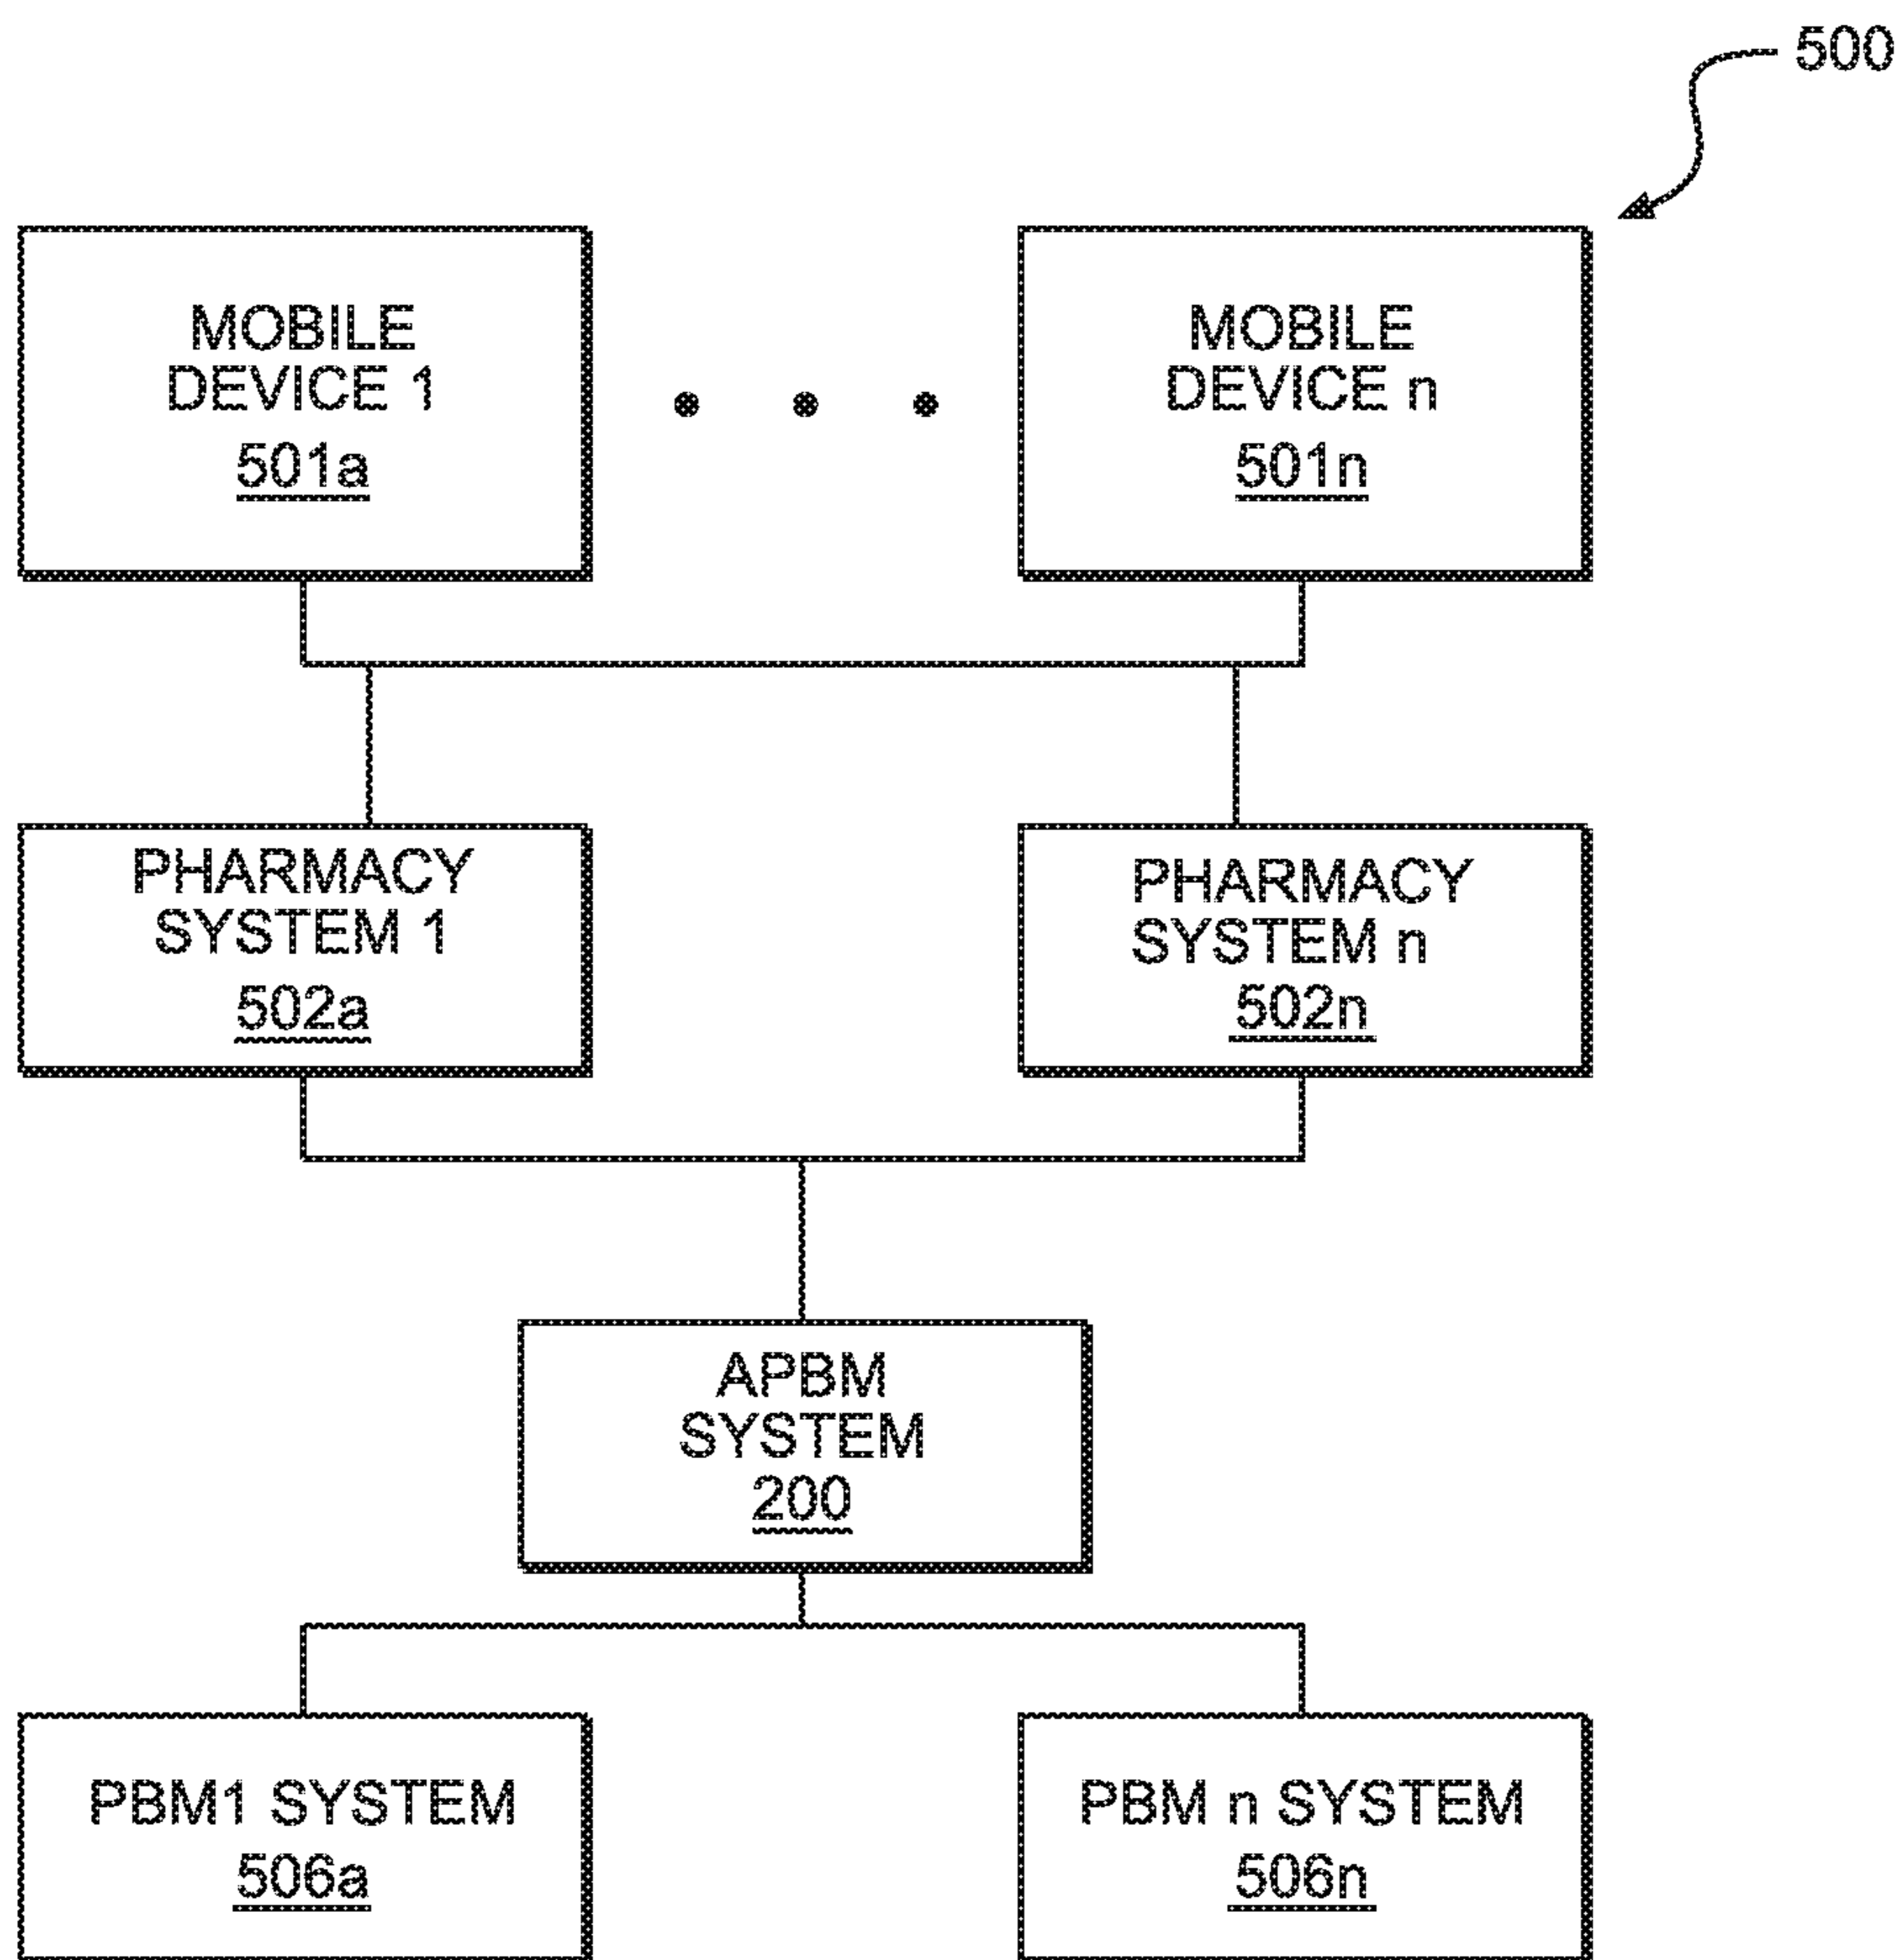 500
MOBILE
DEVICE 1
501a
MOBILE
DEVICE n
501n
PHARMACY
SYSTEM 1
502a
PHARMACY
SYSTEM n
502n
APBM
SYSTEM
200
PBM1 SYSTEM
506a
PBM n SYSTEM
506n